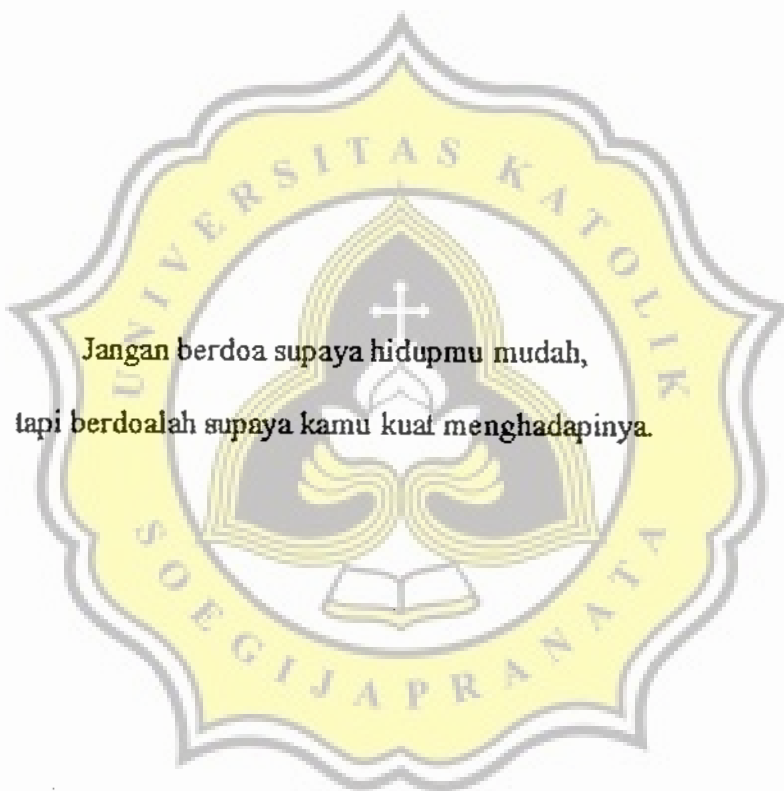 UNIVERSITAS KATOLIK
Jangan berdoa supaya hidupmu mudah,
tapi berdoalah supaya kamu kuat menghadapinya.
SOEGIJAPRANATA